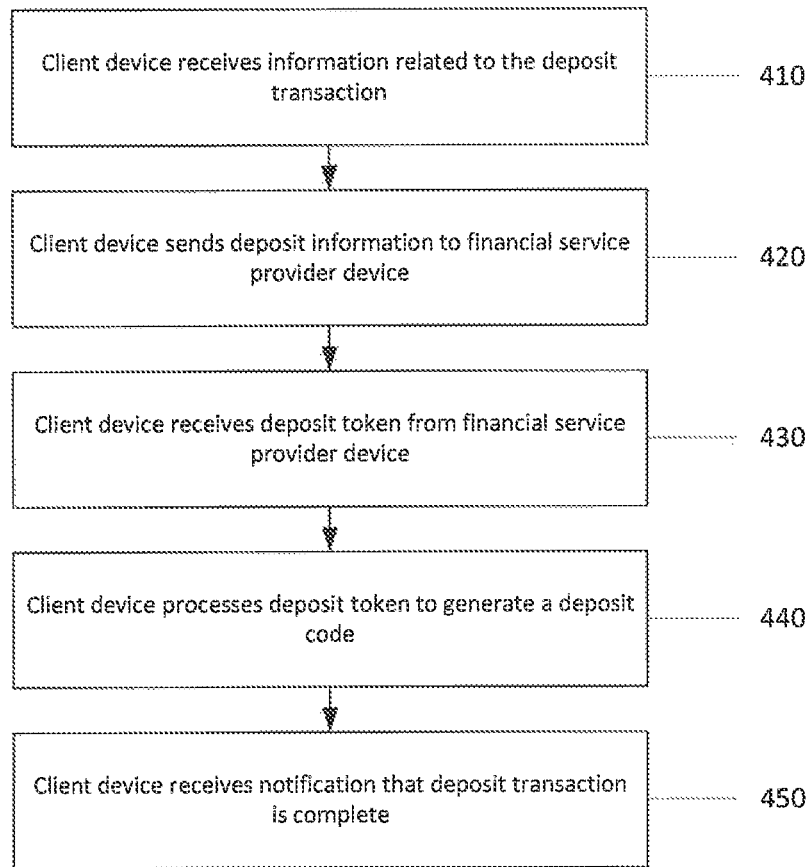 Client device receives information related to the deposit
transaction
410
Client device sends deposit information to financial service
provider device
420
Client device receives deposit token from financial service
provider device
430
Client device processes deposit token to generate a deposit
code
440
Client device receives notification that deposit transaction
is complete
450